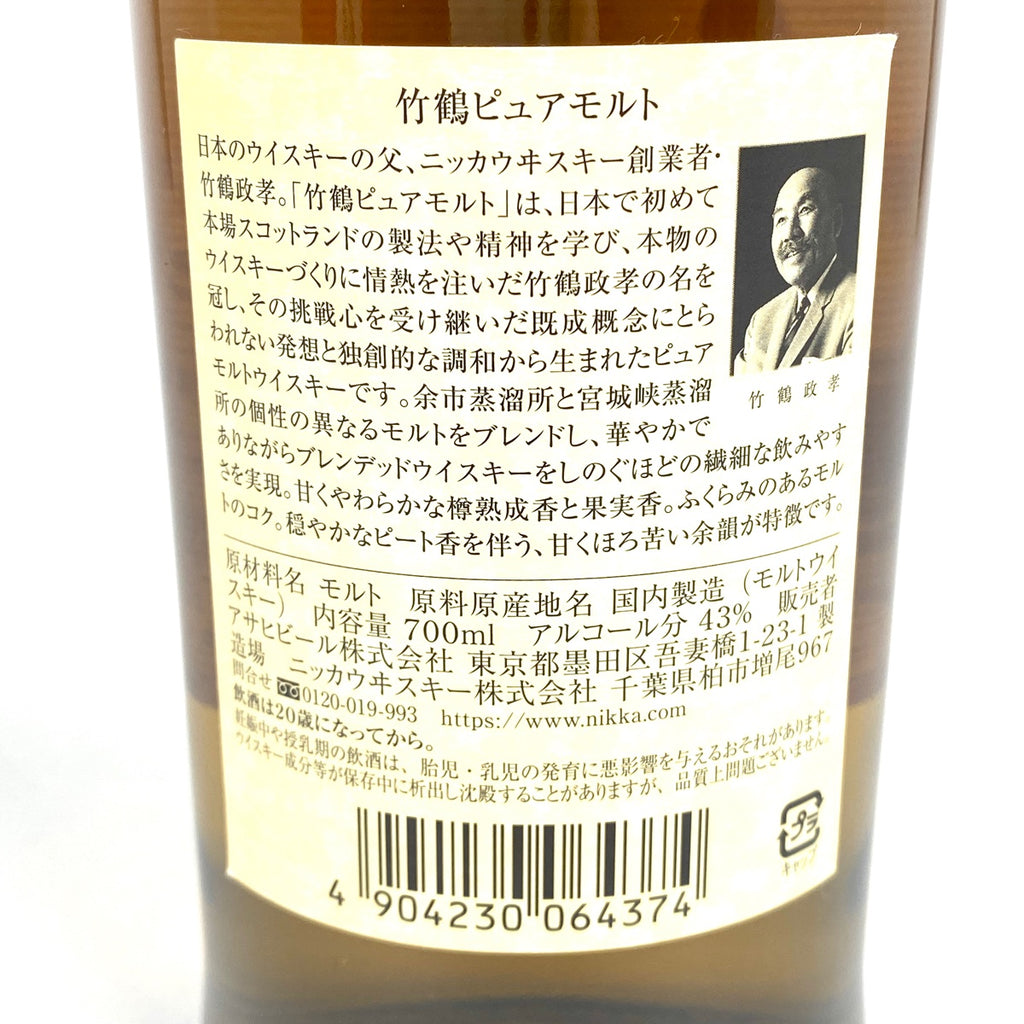 竹鶴ピュアモルト
日本のウイスキーの父、ニッカウヰスキー創業者・
竹鶴政孝。「竹鶴ピュアモルト」は、日本で初めて
本場スコットランドの製法や精神を学び、本物の
ウイスキーづくりに情熱を注いだ竹鶴政孝の名を
冠し、その挑戦心を受け継いだ既成概念にとら
われない発想と独創的な調和から生まれたピュア
モルトウイスキーです。余市蒸溜所と宮城峡蒸溜
所の個性の異なるモルトをブレンドし、華やかで
ありながらブレンデッドウイスキーをしのぐほどの繊細な飲みやす
さを実現。甘くやわらかな樽熟成香と果実香。ふくらみのあるモル
トのコク。穏やかなピート香を伴う、甘くほろ苦い余韻が特徴です。
竹鶴政孝
原材料名 モルト 原料原産地名 国内製造（モルトウイ
スキー） 内容量 700ml アルコール分 43% 販売者
アサヒビール株式会社 東京都墨田区吾妻橋1-23-1 製
造場 ニッカウヰスキー株式会社 千葉県柏市増尾967
問合せ 0120-019-993 https://www.nikka.com
飲酒は20歳になってから。
妊娠中や授乳期の飲酒は、胎児・乳児の発育に悪影響を与えるおそれがあります。
ウイスキー成分等が保存中に析出し沈殿することがありますが、品質上問題ございません。
プラ
キャップ
4 904230 064374